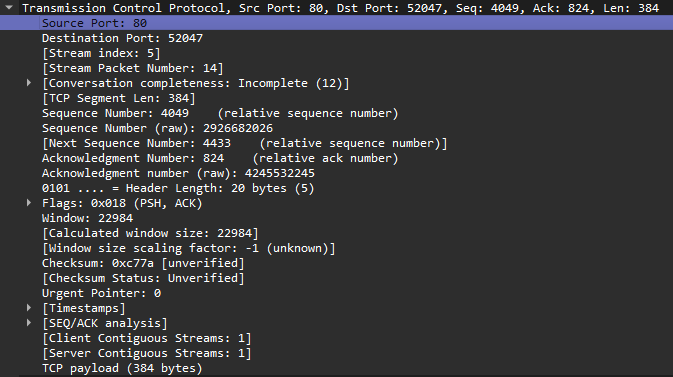 Transmission Control Protocol, Src Port: 80, Dst Port: 52047, Seq: 4049, Ack: 824, Len: 384
Source Port: 80
Destination Port: 52047
[Stream index: 5]
[Stream Packet Number: 14]
[Conversation completeness: Incomplete (12)]
[TCP Segment Len: 384]
Sequence Number: 4049    (relative sequence number)
Sequence Number (raw): 2926682026
[Next Sequence Number: 4433    (relative sequence number)]
Acknowledgment Number: 824    (relative ack number)
Acknowledgment number (raw): 4245532245
0101 .... = Header Length: 20 bytes (5)
Flags: 0x018 (PSH, ACK)
Window: 22984
[Calculated window size: 22984]
[Window size scaling factor: -1 (unknown)]
Checksum: 0xc77a [unverified]
[Checksum Status: Unverified]
Urgent Pointer: 0
[Timestamps]
[SEQ/ACK analysis]
[Client Contiguous Streams: 1]
[Server Contiguous Streams: 1]
TCP payload (384 bytes)